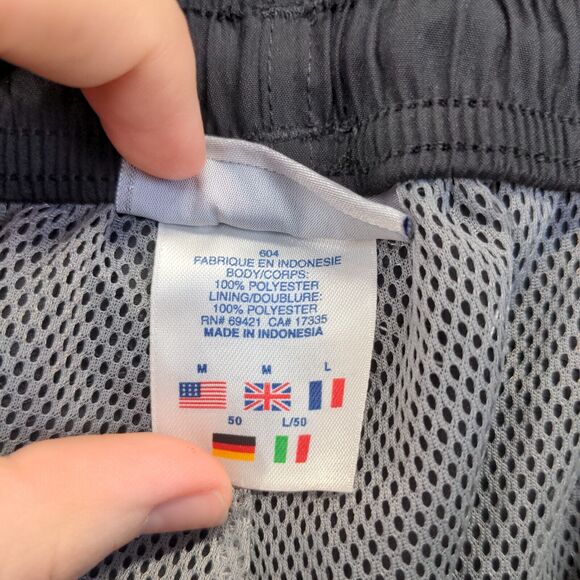 604
FABRIQUE EN INDONESIE
BODY/CORPS:
100% POLYESTER
LINING/DOUBLURE:
100% POLYESTER
RN# 69421 CA# 17335
MADE IN INDONESIA
M M L
50 L/50